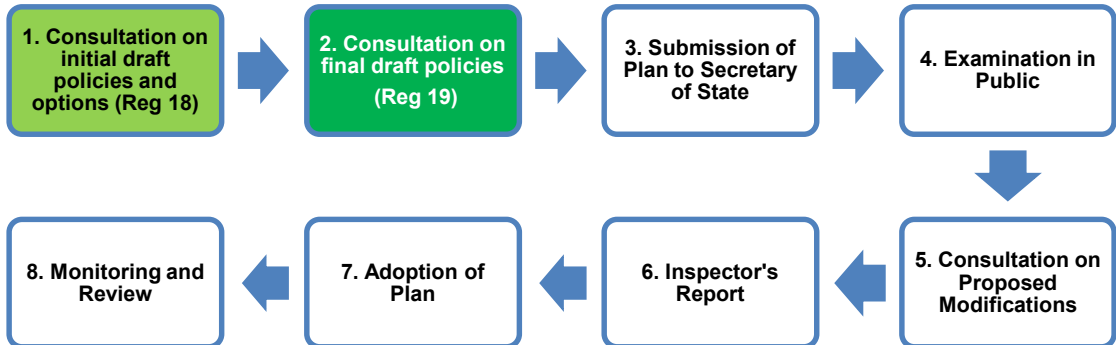 1. Consultation on
initial draft
policies and
options (Reg 18)
2. Consultation on
final draft policies
(Reg 19)
3. Submission of
Plan to Secretary
of State
4. Examination in
Public
5. Consultation on
Proposed
Modifications
6. Inspector's
Report
7. Adoption of
Plan
8. Monitoring and
Review